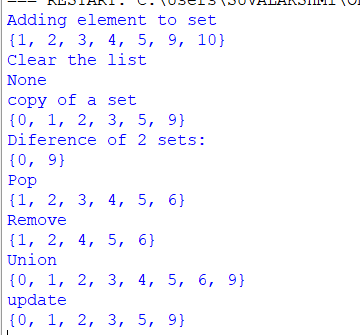 === RESTART: C:\Users\SUVALAKSHMI\O
Adding element to set
{1, 2, 3, 4, 5, 9, 10}
Clear the list
None
copy of a set
{0, 1, 2, 3, 5, 9}
Diference of 2 sets:
{0, 9}
Pop
{1, 2, 3, 4, 5, 6}
Remove
{1, 2, 4, 5, 6}
Union
{0, 1, 2, 3, 4, 5, 6, 9}
update
{0, 1, 2, 3, 5, 9}